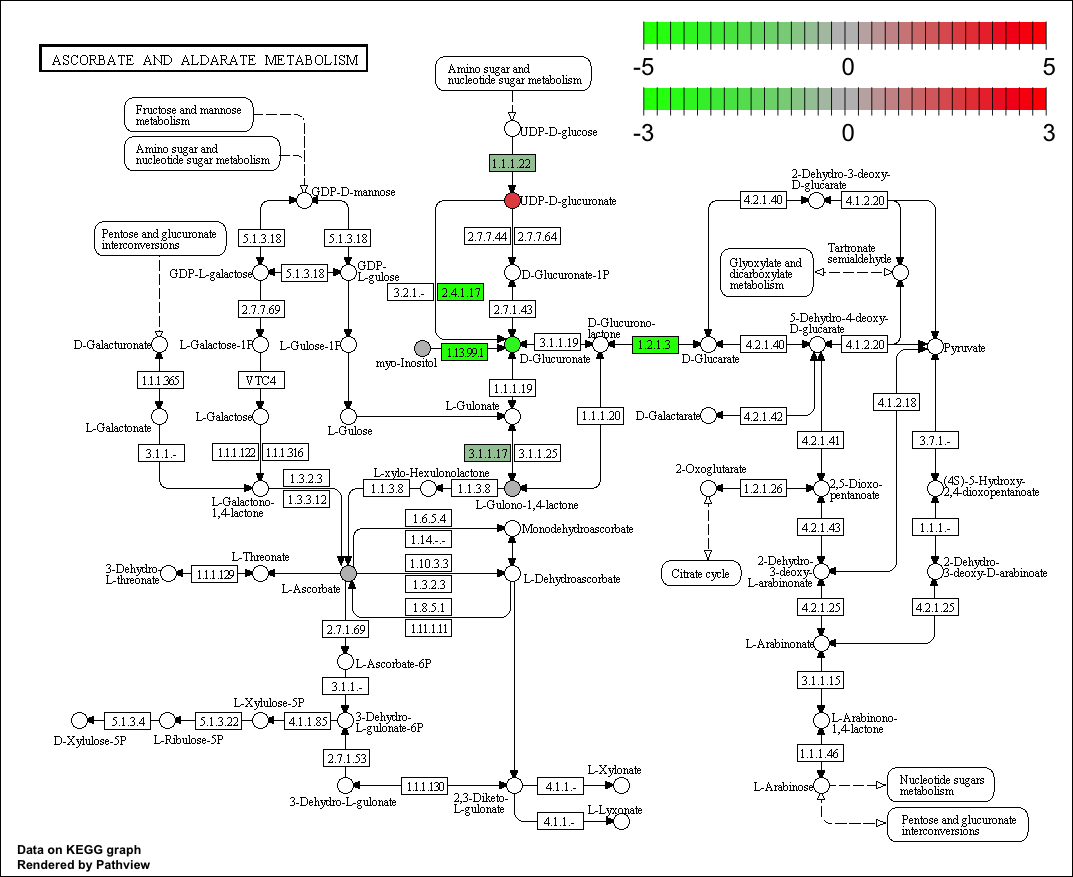 ASCORBATE AND ALDARATE METABOLISM
-5
0
5
-3
0
3
Amino sugar and
nucleotide sugar metabolism
Fructose and mannose
metabolism
Amino sugar and
nucleotide sugar metabolism
UDP-D-glucose
1.1.1.22
GDP-D-mannose
UDP-D-glucuronate
2-Dehydro-3-deoxy-
D-glucarate
4.2.1.40
4.1.2.20
Pentose and glucuronate
interconversions
5.1.3.18
5.1.3.18
2.7.7.44
2.7.7.64
Tartronate
semialdehyde
Glyoxylate and
dicarboxylate
metabolism
GDP-L-galactose
5.1.3.18
GDP-
L-gulose
D-Glucuronate-1P
3.2.1.-
2.4.1.17
2.7.7.69
2.7.1.43
D-Glucurono-
lactone
5-Dehydro-4-deoxy-
D-glucarate
D-Galacturonate
L-Galactose-1P
L-Gulose-1P
myo-Inositol
1.13.99.1
D-Glucuronate
3.1.1.19
1.2.1.3
D-Glucarate
4.2.1.40
4.1.2.20
Pyruvate
1.1.1.365
VTC4
1.1.1.19
1.1.1.20
4.1.2.18
L-Galactonate
L-Galactose
L-Gulose
L-Gulonate
D-Galactarate
4.2.1.42
3.1.1.-
1.1.1.122
1.1.1.316
3.1.1.17
3.1.1.25
4.2.1.41
3.7.1.-
L-Galactono-
1,4-lactone
1.3.2.3
1.3.3.12
L-xylo-Hexulonolactone
1.1.3.8
1.1.3.8
L-Gulono-1,4-lactone
2-Oxoglutarate
1.2.1.26
2,5-Dioxo-
pentanoate
(4S)-5-Hydroxy-
2,4-dioxopentanoate
1.6.5.4
1.14.-.-
Monodehydroascorbate
4.2.1.43
1.1.1.-
3-Dehydro-
L-threonate
1.1.1.129
L-Threonate
L-Ascorbate
1.10.3.3
1.3.2.3
L-Dehydroascorbate
Citrate cycle
2-Dehydro-
3-deoxy-
L-arabinonate
2-Dehydro-
3-deoxy-D-arabinoate
1.8.5.1
1.11.1.11
4.2.1.25
4.2.1.25
2.7.1.69
L-Arabinonate
L-Ascorbate-6P
3.1.1.-
3.1.1.15
L-Xylulose-5P
D-Xylulose-5P
5.1.3.4
L-Ribulose-5P
5.1.3.22
4.1.1.85
3-Dehydro-
L-gulonate-6P
L-Arabinono-
1,4-lactone
2.7.1.53
1.1.1.46
3-Dehydro-L-gulonate
1.1.1.130
2,3-Diketo-
L-gulonate
4.1.1.-
L-Xylonate
4.1.1.-
L-Lyxonate
L-Arabinose
Nucleotide sugars
metabolism
Pentose and glucuronate
interconversions
Data on KEGG graph
Rendered by Pathview